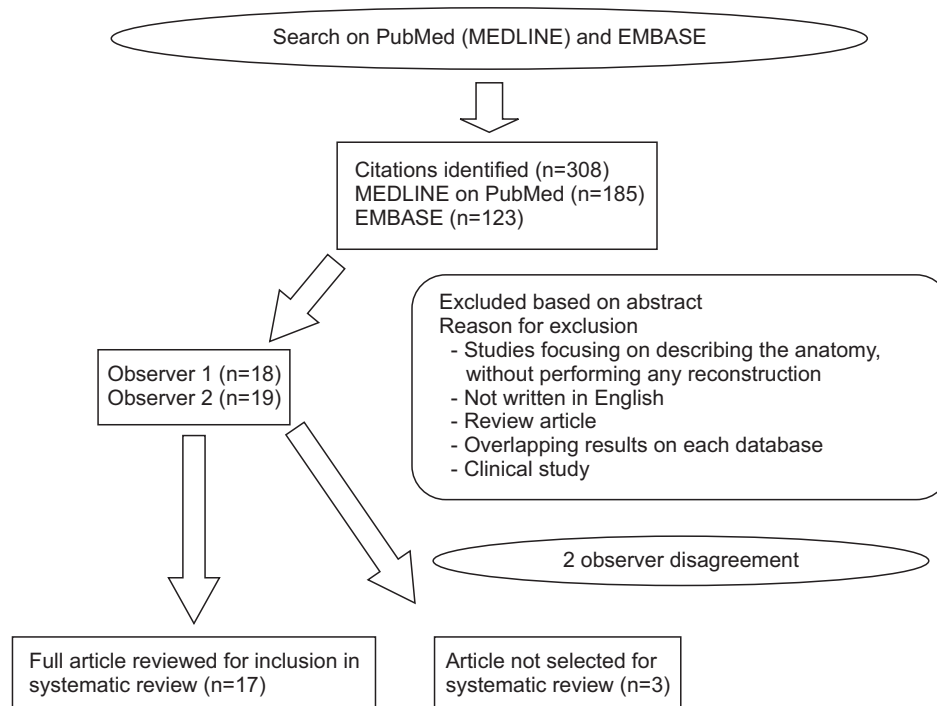 Search on PubMed (MEDLINE) and EMBASE
Citations identified (n=308)
MEDLINE on PubMed (n=185)
EMBASE (n=123)
Excluded based on abstract
Reason for exclusion
- Studies focusing on describing the anatomy,
without performing any reconstruction
- Not written in English
- Review article
- Overlapping results on each database
- Clinical study
Observer 1 (n=18)
Observer 2 (n=19)
2 observer disagreement
Full article reviewed for inclusion in
systematic review (n=17)
Article not selected for
systematic review (n=3)